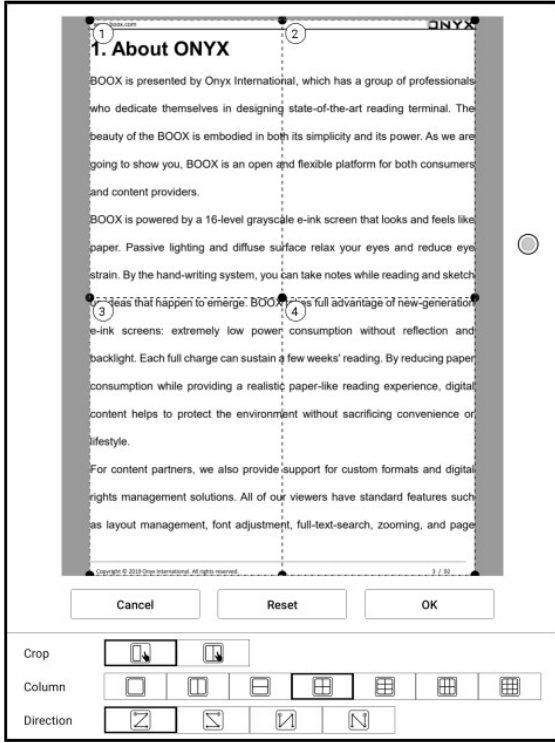 boox.com
ONYX
1
2
1. About ONYX
BOOX is presented by Onyx International, which has a group of professionals
who dedicate themselves in designing state-of-the-art reading terminal. The
beauty of the BOOX is embodied in both its simplicity and its power. As we are
going to show you, BOOX is an open and flexible platform for both consumers
and content providers.
BOOX is powered by a 16-level grayscale e-ink screen that looks and feels like
paper. Passive lighting and diffuse surface relax your eyes and reduce eye
strain. By the hand-writing system, you can take notes while reading and sketch
ideas that happen to emerge. BOOX full advantage of new-generation
3
4
e-ink screens: extremely low power consumption without reflection and
backlight. Each full charge can sustain a few weeks' reading. By reducing paper
consumption while providing a realistic paper-like reading experience, digital
content helps to protect the environment without sacrificing convenience or
lifestyle.
For content partners, we also provide support for custom formats and digital
rights management solutions. All of our viewers have standard features such
as layout management, font adjustment, full-text-search, zooming, and page
Copyright © 2019 Onyx International. All rights reserved. 3 / 92
Cancel Reset OK
Crop
Column
Direction